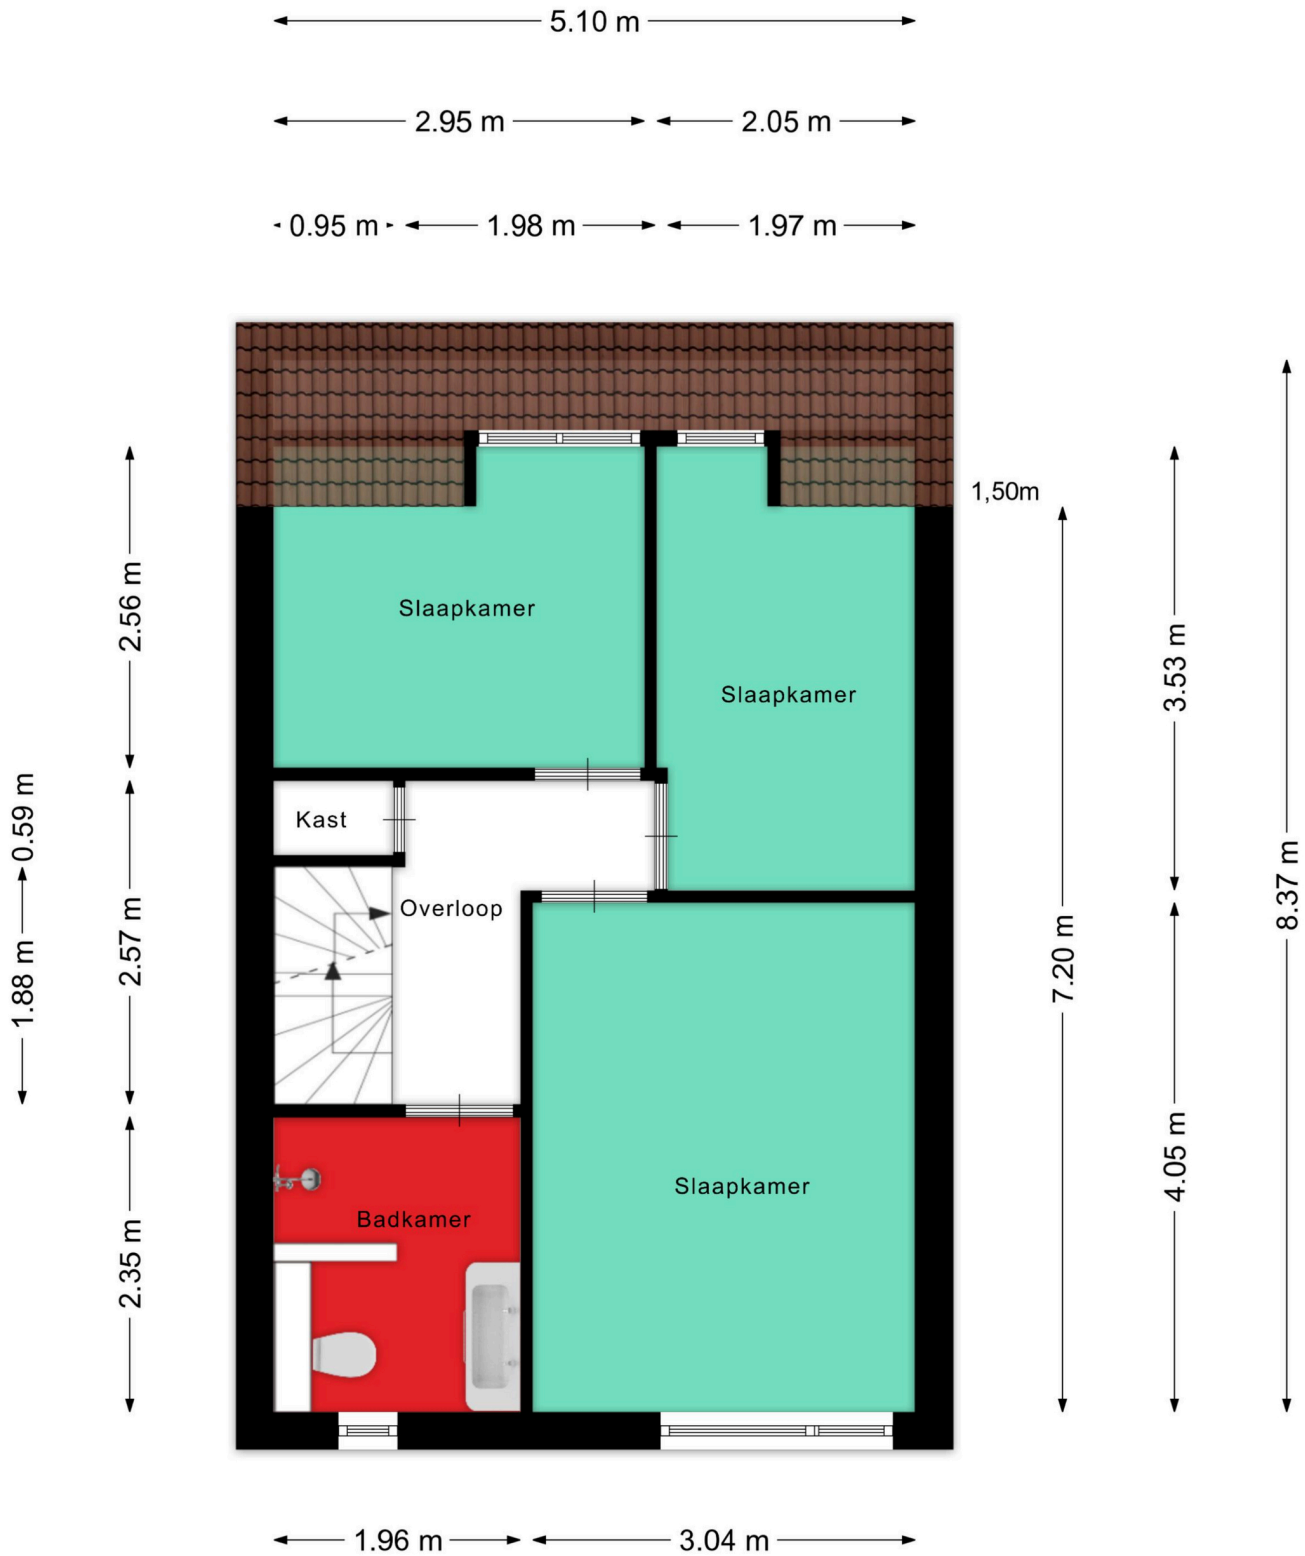 5.10 m
2.95 m
2.05 m
0.95 m
1.98 m
1.97 m
1,50m
2.56 m
Slaapkamer
3.53 m
Slaapkamer
0.59 m
Kast
8.37 m
Overloop
2.57 m
1.88 m
7.20 m
4.05 m
Slaapkamer
Badkamer
2.35 m
1.96 m
3.04 m